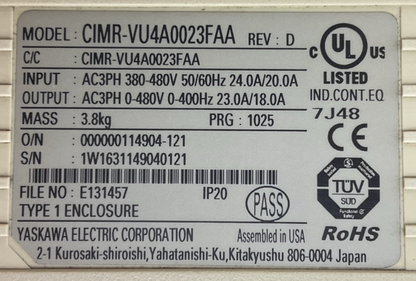 MODEL : CIMR-VU4A0023FAA REV : D
C/C : CIMR-VU4A0023FAA
INPUT : AC3PH 380-480V 50/60Hz 24.0A/20.0A
OUTPUT : AC3PH 0-480V 0-400Hz 23.0A/18.0A
MASS : 3.8kg PRG : 1025
O/N : 000000114904-121
S/N : 1W1631149040121
FILE NO : E131457 IP20
TYPE 1 ENCLOSURE
PASS
YASKAWA ELECTRIC CORPORATION Assembled in USA
2-1 Kurosaki-shiroishi,Yahatanishi-Ku,Kitakyushu 806-0004 Japan
C UL US
LISTED
IND.CONT.EQ.
7J48
CE
TÜV
SÜD
RoHS